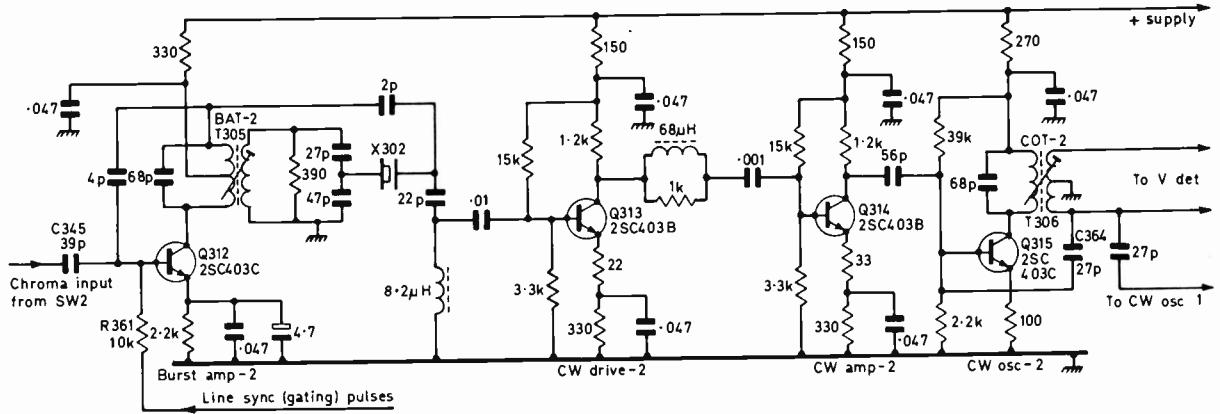 + supply
330
150
150
270
·047
BAT-2
T305
2p
·047
·047
·047
4p
68p
27p
390
47p
X302
22p
15k
1·2k
68µH
1k
·001
15k
1·2k
56p
39k
COT-2
68p
T306
To V det
C345
39p
Q312
2SC403C
·01
Q313
2SC403B
Q314
2SC403B
Q315
2SC
403C
C364
27p
27p
Chroma input
from SW2
8·2µH
3·3k
22
3·3k
33
To CW osc 1
R361
10k
2·2k
·047
4·7
330
·047
330
·047
2·2k
100
Burst amp-2
CW drive-2
CW amp-2
CW osc-2
Line sync (gating) pulses